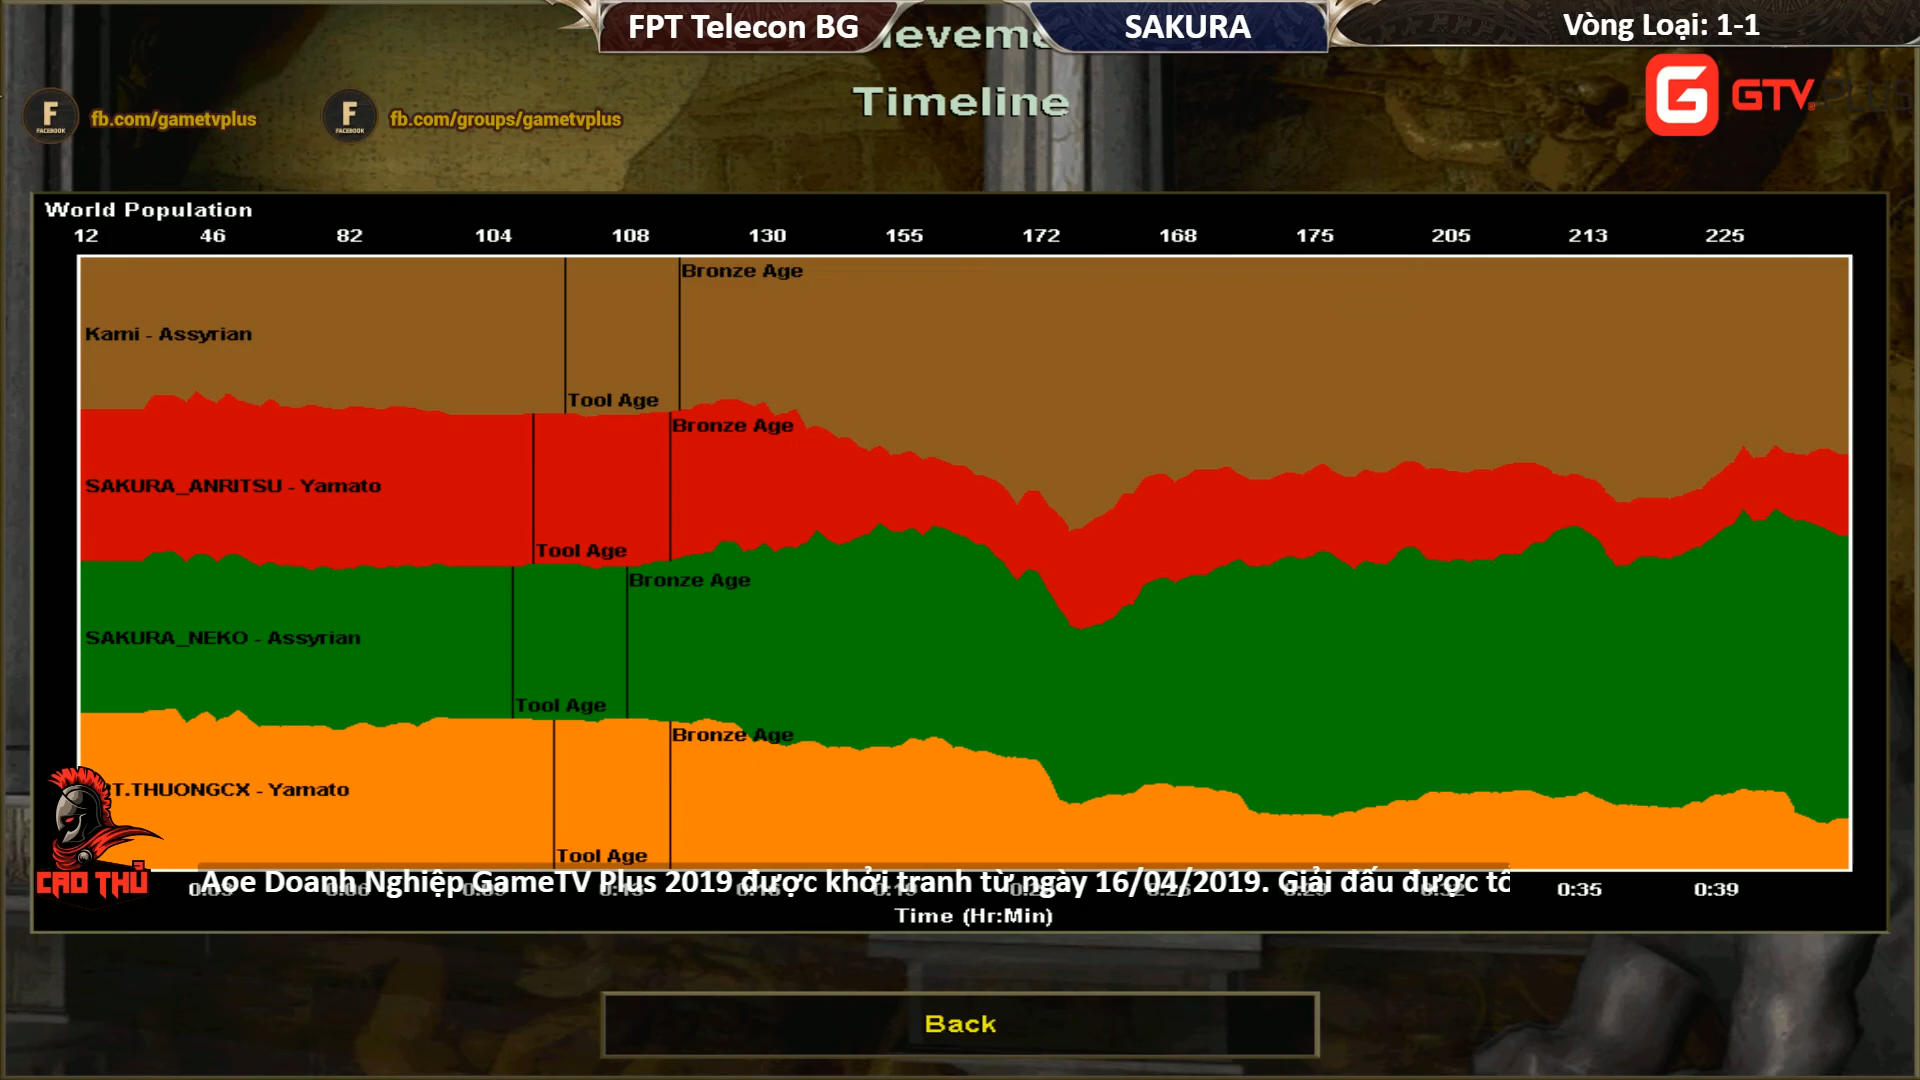 FPT Telecon BG
SAKURA
Vòng Loại: 1-1
Timeline
F
FACEBOOK
fb.com/gametvplus
F
FACEBOOK
fb.com/groups/gametvplus
G GTV PLUS
World Population
12 46 82 104 108 130 155 172 168 175 205 213 225
Bronze Age
Kami - Assyrian
Tool Age
Bronze Age
SAKURA_ANRITSU - Yamato
Tool Age
Bronze Age
SAKURA_NEKO - Assyrian
Tool Age
Bronze Age
T.THUONGCX - Yamato
Tool Age
CAO THỦ
Aoe Doanh Nghiệp GameTV Plus 2019 được khởi tranh từ ngày 16/04/2019. Giải đấu được tổ
0:35 0:39
Time (Hr:Min)
Back